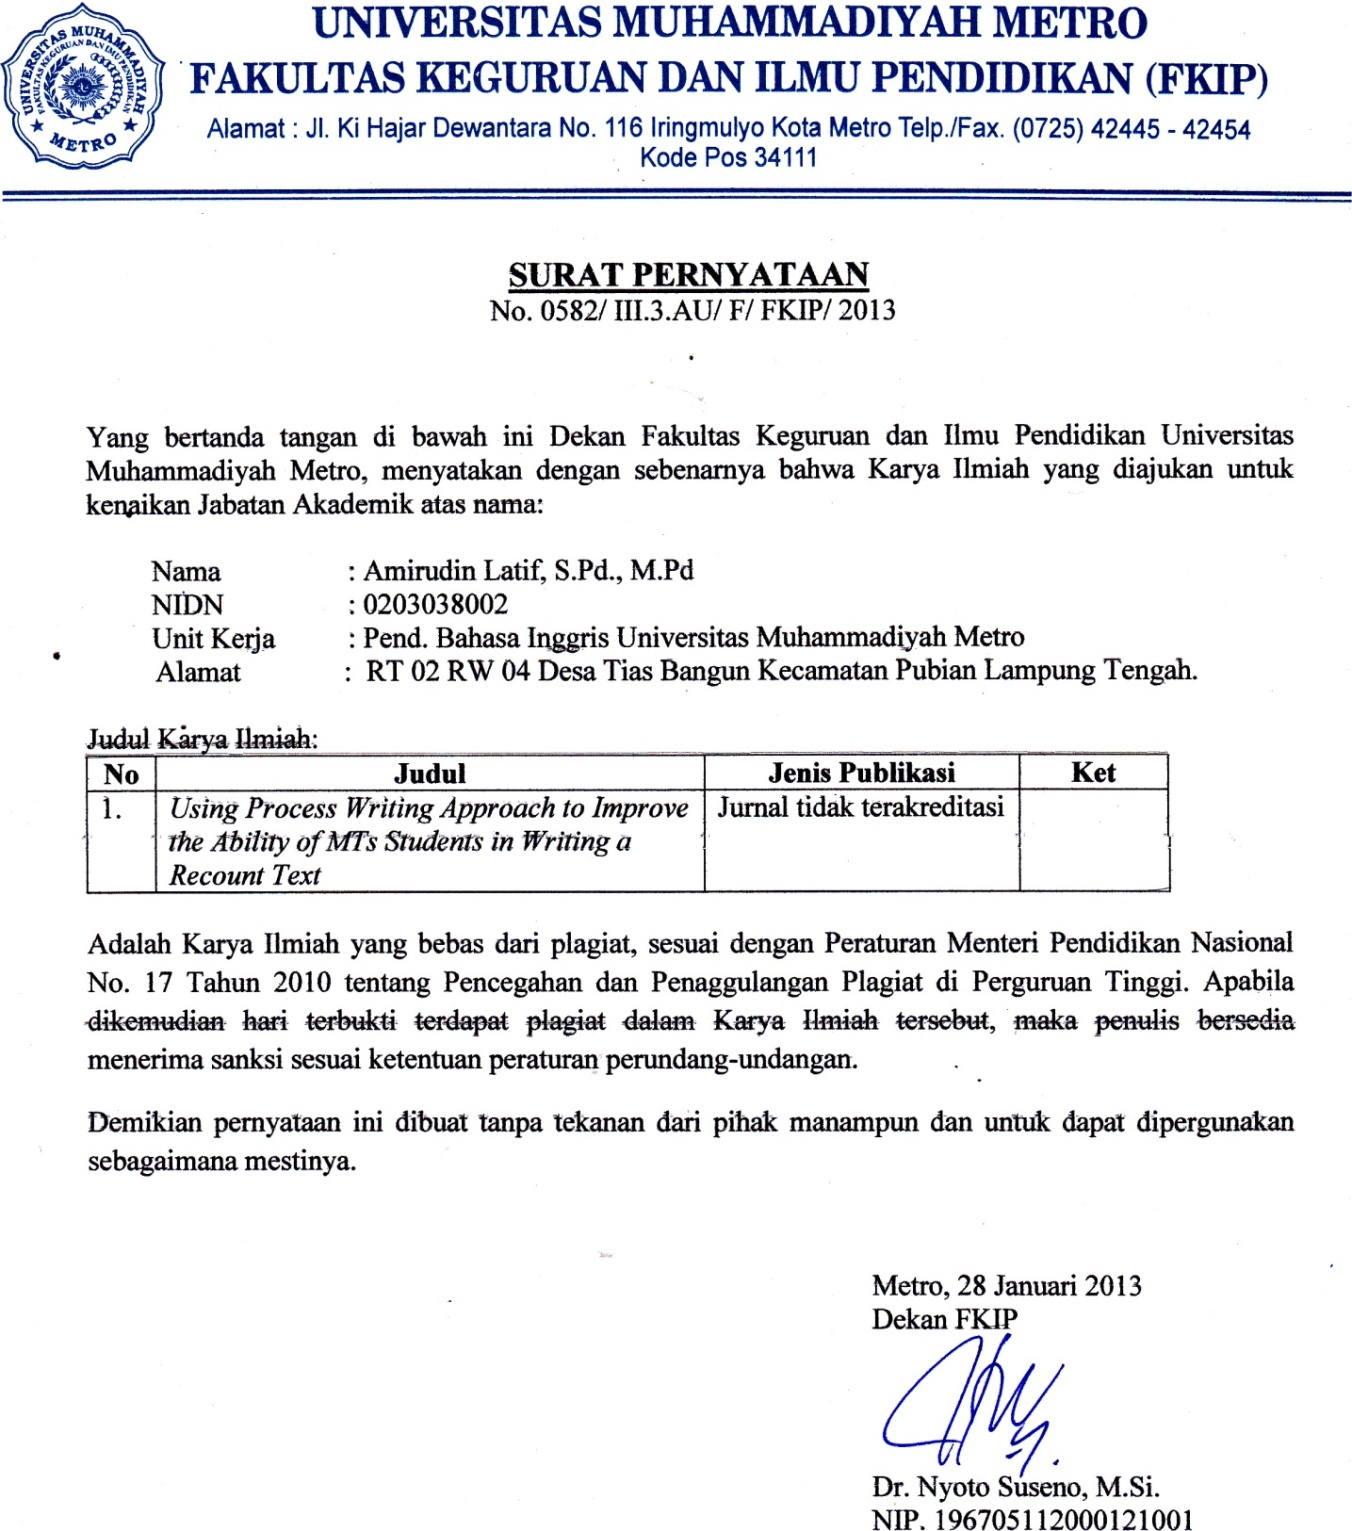 UNIVERSITAS MUHAMMADIYAH METRO
FAKULTAS KEGURUAN DAN ILMU PENDIDIKAN (FKIP)
Alamat : Jl. Ki Hajar Dewantara No. 116 Iringmulyo Kota Metro Telp./Fax. (0725) 42445 - 42454
Kode Pos 34111
UNIVERSITAS MUHAMMADIYAH
FAKULTAS KEGURUAN DAN ILMU PENDIDIKAN
METRO
SURAT PERNYATAAN
No. 0582/ III.3.AU/ F/ FKIP/ 2013
Yang bertanda tangan di bawah ini Dekan Fakultas Keguruan dan Ilmu Pendidikan Universitas
Muhammadiyah Metro, menyatakan dengan sebenarnya bahwa Karya Ilmiah yang diajukan untuk
kenaikan Jabatan Akademik atas nama:
Nama : Amirudin Latif, S.Pd., M.Pd
NIDN : 0203038002
Unit Kerja : Pend. Bahasa Inggris Universitas Muhammadiyah Metro
Alamat : RT 02 RW 04 Desa Tias Bangun Kecamatan Pubian Lampung Tengah.
Judul Karya Ilmiah:
No Judul Jenis Publikasi Ket
1. Using Process Writing Approach to Improve Jurnal tidak terakreditasi
the Ability of MTs Students in Writing a
Recount Text
Adalah Karya Ilmiah yang bebas dari plagiat, sesuai dengan Peraturan Menteri Pendidikan Nasional
No. 17 Tahun 2010 tentang Pencegahan dan Penaggulangan Plagiat di Perguruan Tinggi. Apabila
dikemudian hari terbukti terdapat plagiat dalam Karya Ilmiah tersebut, maka penulis bersedia
menerima sanksi sesuai ketentuan peraturan perundang-undangan.
Demikian pernyataan ini dibuat tanpa tekanan dari pihak manampun dan untuk dapat dipergunakan
sebagaimana mestinya.
Metro, 28 Januari 2013
Dekan FKIP
Dr. Nyoto Suseno, M.Si.
NIP. 196705112000121001